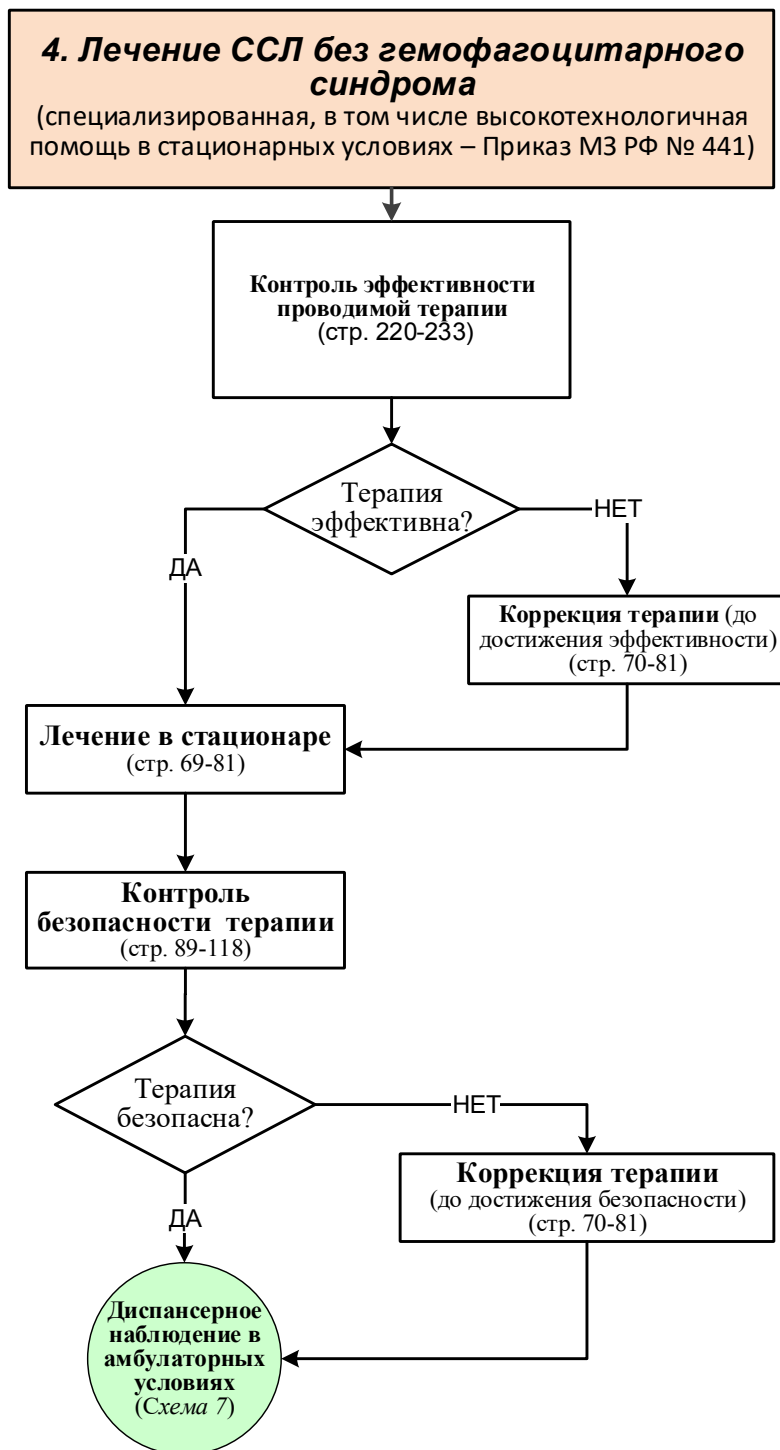 4. Лечение ССЛ без гемофагоцитарного
синдрома
(специализированная, в том числе высокотехнологичная
помощь в стационарных условиях – Приказ МЗ РФ № 441)
Контроль эффективности
проводимой терапии
(стр. 220-233)
Терапия
эффективна?
НЕТ
ДА
Коррекция терапии (до
достижения эффективности)
(стр. 70-81)
Лечение в стационаре
(стр. 69-81)
Контроль
безопасности терапии
(стр. 89-118)
Терапия
безопасна?
НЕТ
Коррекция терапии
(до достижения безопасности)
(стр. 70-81)
ДА
Диспансерное
наблюдение в
амбулаторных
условиях
(Схема 7)